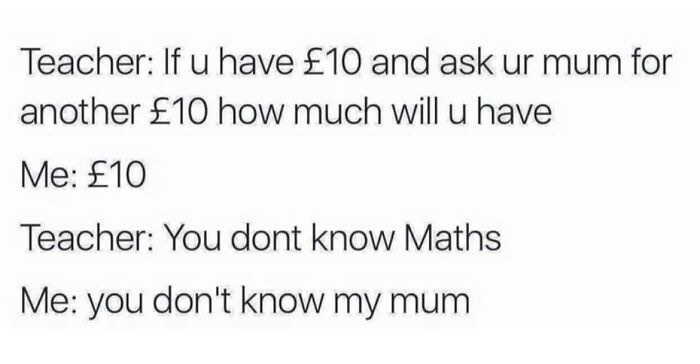 Teacher: If u have £10 and ask ur mum for
another £10 how much will u have
Me: £10
Teacher: You dont know Maths
Me: you don't know my mum